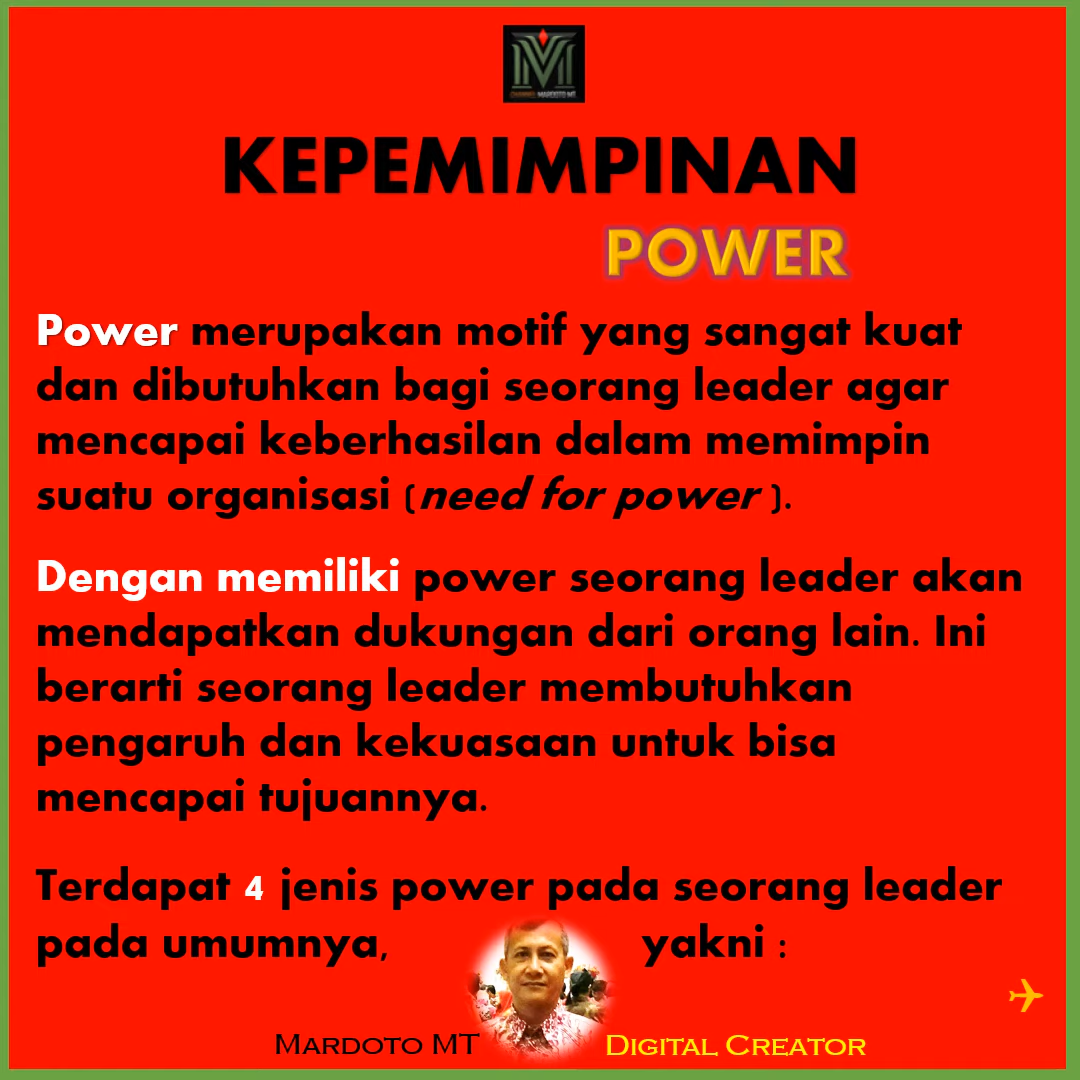 CHANNEL MARDOTO MT
KEPEMIMPINAN
POWER
Power merupakan motif yang sangat kuat
dan dibutuhkan bagi seorang leader agar
mencapai keberhasilan dalam memimpin
suatu organisasi (need for power ).
Dengan memiliki power seorang leader akan
mendapatkan dukungan dari orang lain. Ini
berarti seorang leader membutuhkan
pengaruh dan kekuasaan untuk bisa
mencapai tujuannya.
Terdapat 4 jenis power pada seorang leader
pada umumnya, yakni :
Mardoto MT Digital Creator